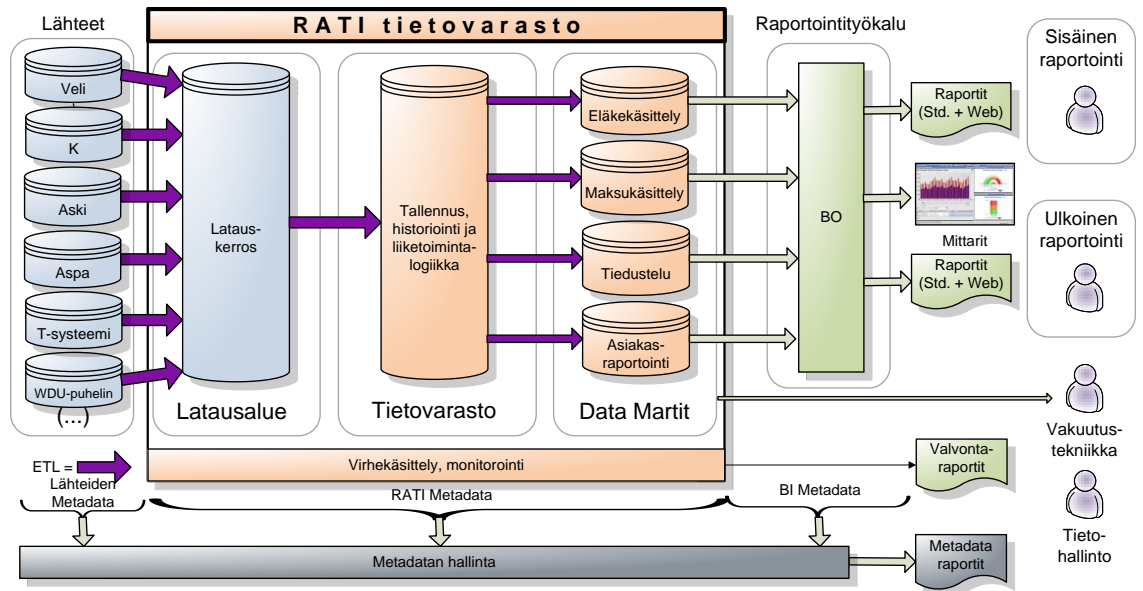 Lähteet
RATI tietovarasto
Raportointityökalu
Sisäinen
raportointi
Veli
K
Aski
Aspa
T-systeemi
WDU-puhelin
(...)
Lataus-
kerros
Latausalue
Tallennus,
historiointi ja
liiketoiminta-
logiikka
Tietovarasto
Eläkekäsittely
Maksukäsittely
Tiedustelu
Asiakas-
raportointi
Data Martit
BO
Raportit
(Std. + Web)
Mittarit
Raportit
(Std. + Web)
Ulkoinen
raportointi
Vakuutus-
tekniikka
ETL =
Virhekäsittely, monitorointi
Valvonta-
raportit
Lähteiden
Metadata
RATI Metadata
BI Metadata
Tieto-
hallinto
Metadatan hallinta
Metadata
raportit